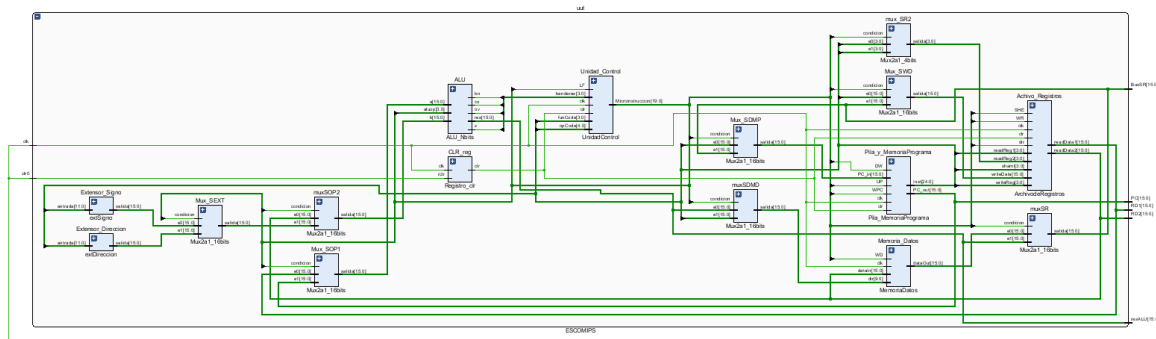 uut
mux_SR2
condicion
e0[3:0]
e1[3:0]
salida[3:0]
Mux2a1_4bits
Mux_SWD
condicion
e0[15:0]
e1[15:0]
salida[15:0]
Mux2a1_16bits
ALU
a[15:0]
b[15:0]
res[15:0]
ALU_Nbits
Unidad_Control
LF
banderas[3:0]
clk
clr
funCode[3:0]
opCode[4:0]
Microinstruccion[19:0]
UnidadControl
Achivo_Registros
SHE
WR
clk
clr
dir
readReg1[3:0]
readReg2[3:0]
shamt[3:0]
writeData[15:0]
writeReg[3:0]
readData1[15:0]
readData2[15:0]
ArchivodeRegistros
Mux_SDMP
condicion
e0[15:0]
e1[15:0]
salida[15:0]
Mux2a1_16bits
CLR_reg
clk
rclr
clr
Registro_clr
Pila_y_MemoriaPrograma
DW
PC_in[15:0]
UP
WPC
clk
clr
inst[24:0]
PC_out[15:0]
Pila_MemoriaPrograma
Extensor_Signo
entrada[11:0]
salida[15:0]
extSigno
Extensor_Direccion
entrada[11:0]
salida[15:0]
extDireccion
Mux_SEXT
condicion
e0[15:0]
e1[15:0]
salida[15:0]
Mux2a1_16bits
muxSOP2
condicion
e0[15:0]
e1[15:0]
salida[15:0]
Mux2a1_16bits
muxSDMD
condicion
e0[15:0]
e1[15:0]
salida[15:0]
Mux2a1_16bits
muxSR
condicion
e0[15:0]
e1[15:0]
salida[15:0]
Mux2a1_16bits
Mux_SOP1
condicion
e0[15:0]
e1[15:0]
salida[15:0]
Mux2a1_16bits
Memoria_Datos
WD
clk
dataIn[15:0]
dir[9:0]
dataOut[15:0]
MemoriaDatos
clk
PC[15:0]
RD1[15:0]
RD2[15:0]
ESCOMIPS